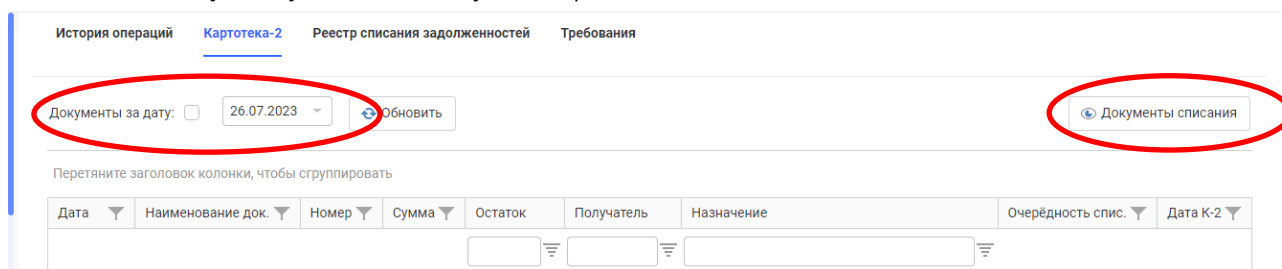 История операций Картотека-2 Реестр списания задолженностей Требования
Документы за дату: 26.07.2023 Обновить Документы списания
Перетяните заголовок колонки, чтобы сгруппировать
Дата Наименование док. Номер Сумма Остаток Получатель Назначение Очерёдность спис. Дата К-2